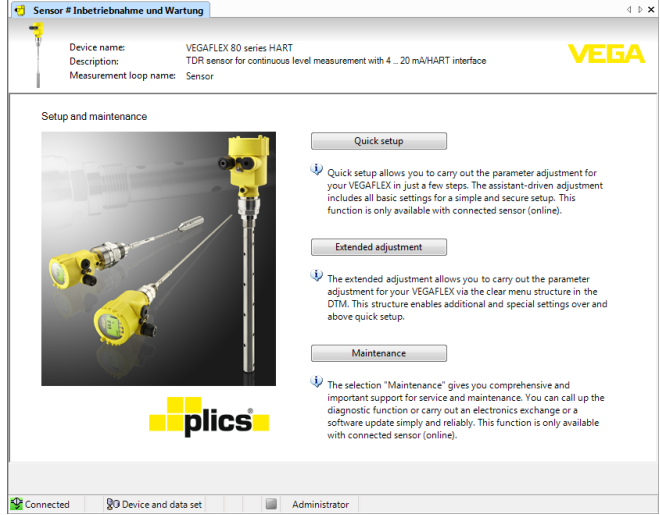 Sensor # Inbetriebnahme und Wartung
Device name: VEGAFLEX 80 series HART
Description: TDR sensor for continuous level measurement with 4 ... 20 mA/HART interface
Measurement loop name: Sensor
VEGA
Setup and maintenance
Quick setup
Quick setup allows you to carry out the parameter adjustment for
your VEGAFLEX in just a few steps. The assistant-driven adjustment
includes all basic settings for a simple and secure setup. This
function is only available with connected sensor (online).
Extended adjustment
The extended adjustment allows you to carry out the parameter
adjustment for your VEGAFLEX via the clear menu structure in the
DTM. This structure enables additional and special settings over and
above quick setup.
Maintenance
The selection "Maintenance" gives you comprehensive and
important support for service and maintenance. You can call up the
diagnostic function or carry out an electronics exchange or a
software update simply and reliably. This function is only available
with connected sensor (online).
plics®
Connected Device and data set Administrator